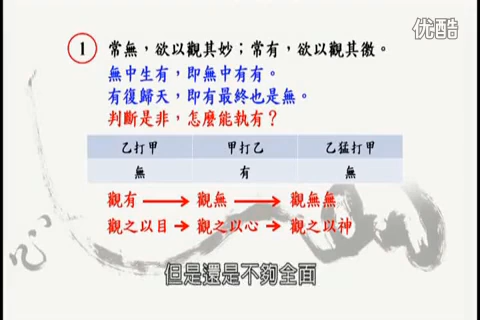 优酷
1 常無，欲以觀其妙；常有，欲以觀其徼。
無中生有，即無中有有。
有復歸天，即有最終也是無。
判斷是非，怎麼能執有？
乙打甲 甲打乙 乙猛打甲
無 有 無
觀有 → 觀無 → 觀無無
觀之以目 → 觀之以心 → 觀之以神
但是還是不夠全面